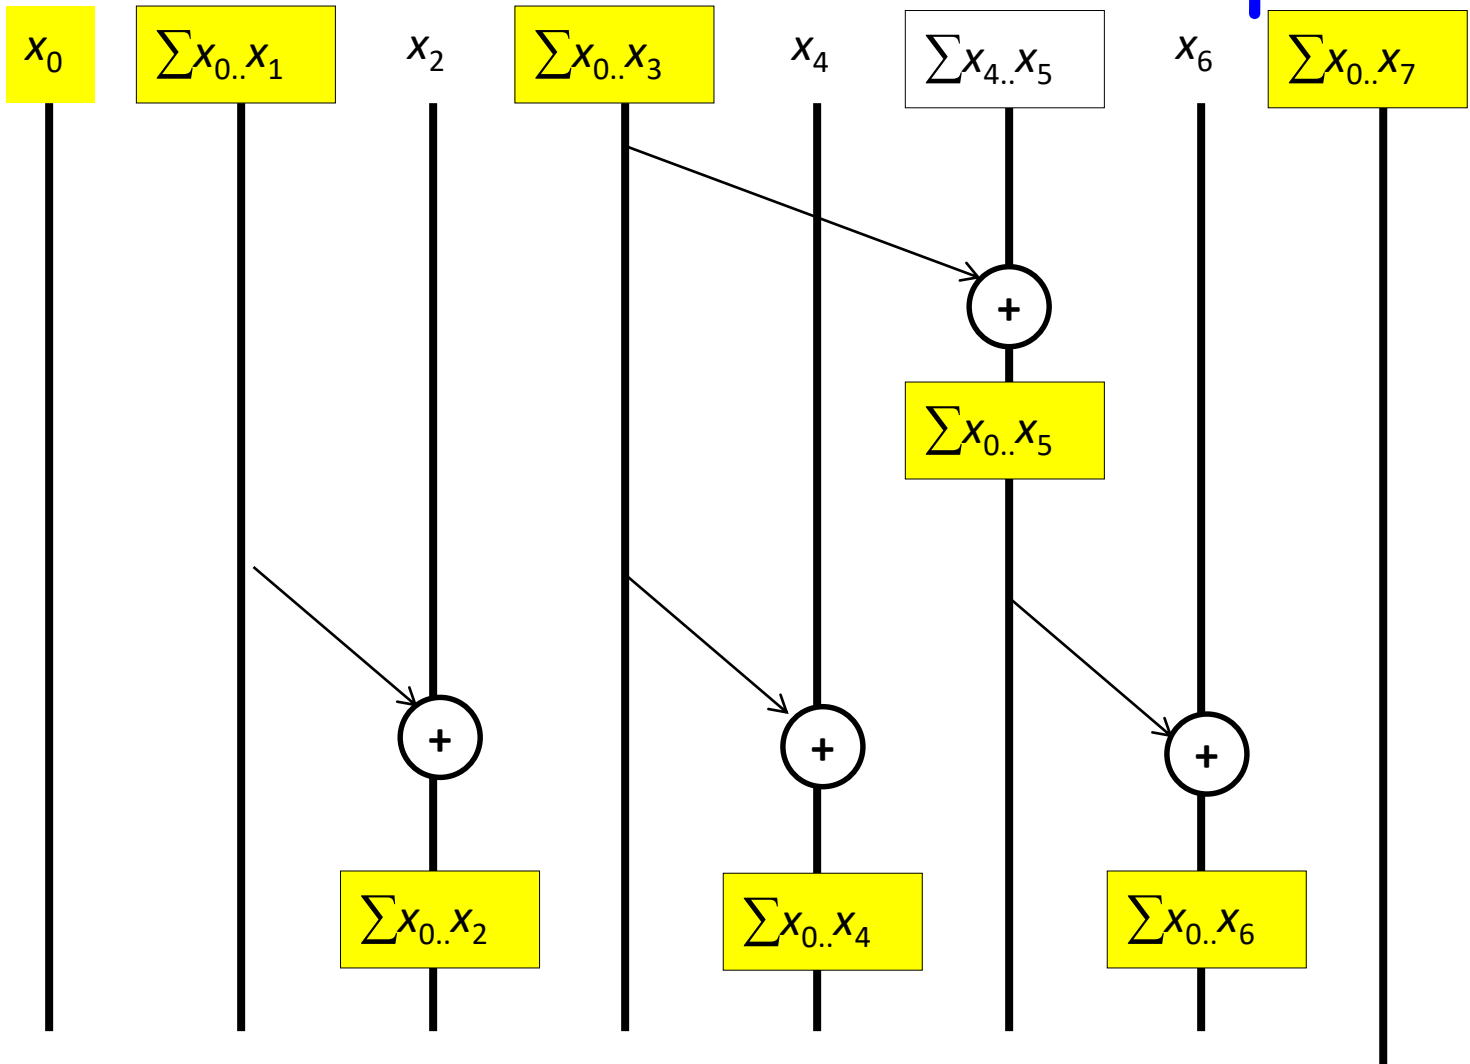 x₀ ∑x₀..x₁ x₂ ∑x₀..x₃ x₄ ∑x₄..x₅ x₆ ∑x₀..x₇
+
∑x₀..x₅
+ + +
∑x₀..x₂ ∑x₀..x₄ ∑x₀..x₆